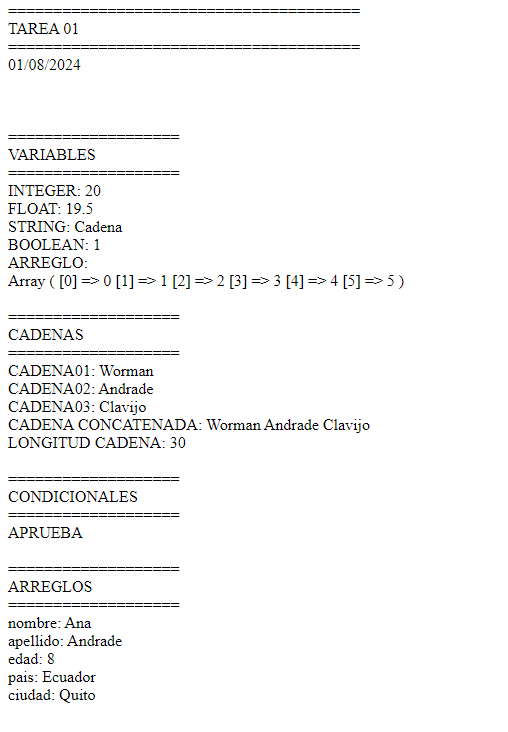 =======================================
TAREA 01
=======================================
01/08/2024
===================
VARIABLES
===================
INTEGER: 20
FLOAT: 19.5
STRING: Cadena
BOOLEAN: 1
ARREGLO:
Array ( [0] => 0 [1] => 1 [2] => 2 [3] => 3 [4] => 4 [5] => 5 )
===================
CADENAS
===================
CADENA01: Worman
CADENA02: Andrade
CADENA03: Clavijo
CADENA CONCATENADA: Worman Andrade Clavijo
LONGITUD CADENA: 30
===================
CONDICIONALES
===================
APRUEBA
===================
ARREGLOS
===================
nombre: Ana
apellido: Andrade
edad: 8
pais: Ecuador
ciudad: Quito